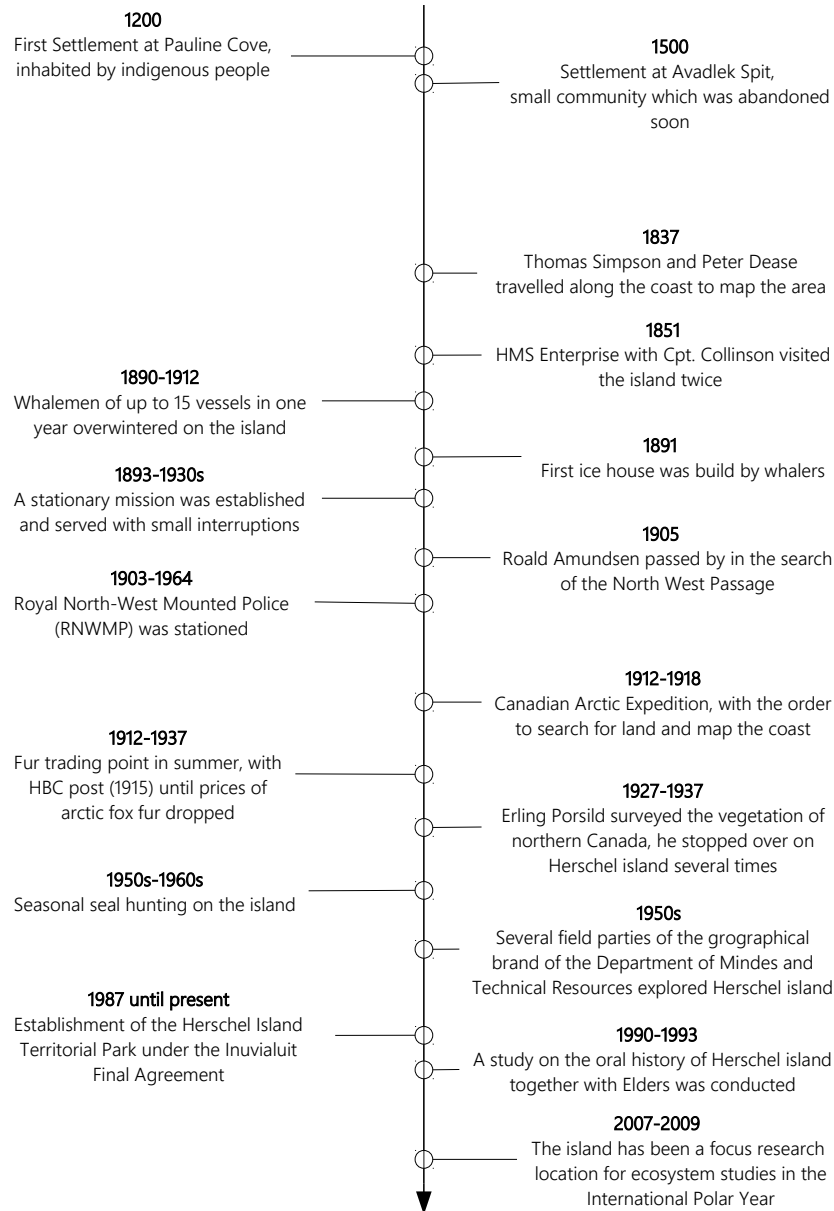 1200
First Settlement at Pauline Cove,
inhabited by indigenous people
1500
Settlement at Avadlek Spit,
small community which was abandoned
soon
1837
Thomas Simpson and Peter Dease
travelled along the coast to map the area
1851
HMS Enterprise with Cpt. Collinson visited
the island twice
1890-1912
Whalemen of up to 15 vessels in one
year overwintered on the island
1891
First ice house was build by whalers
1893-1930s
A stationary mission was established
and served with small interruptions
1905
Roald Amundsen passed by in the search
of the North West Passage
1903-1964
Royal North-West Mounted Police
(RNWMP) was stationed
1912-1918
Canadian Arctic Expedition, with the order
to search for land and map the coast
1912-1937
Fur trading point in summer, with
HBC post (1915) until prices of
arctic fox fur dropped
1927-1937
Erling Porsild surveyed the vegetation of
northern Canada, he stopped over on
Herschel island several times
1950s-1960s
Seasonal seal hunting on the island
1950s
Several field parties of the grographical
brand of the Department of Mindes and
Technical Resources explored Herschel island
1987 until present
Establishment of the Herschel Island
Territorial Park under the Inuvialuit
Final Agreement
1990-1993
A study on the oral history of Herschel island
together with Elders was conducted
2007-2009
The island has been a focus research
location for ecosystem studies in the
International Polar Year